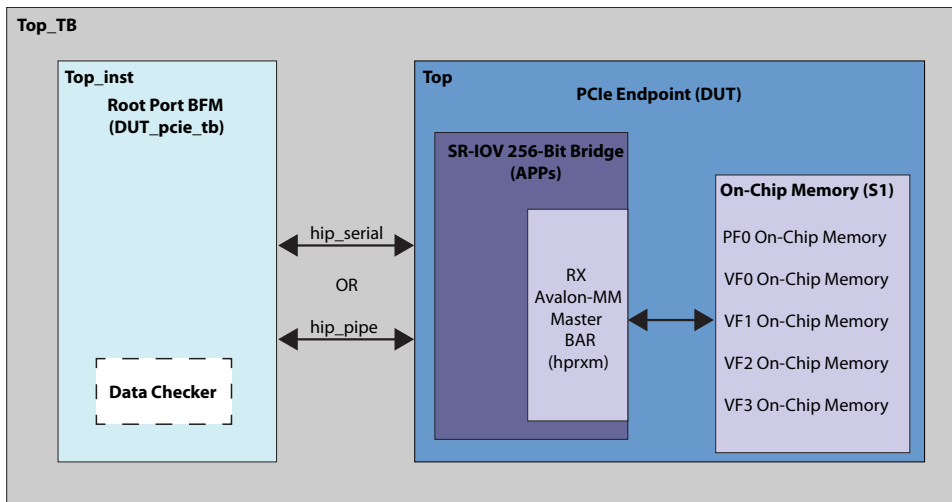 Top_TB
Top_inst
Root Port BFM
(DUT_pcie_tb)
Data Checker
hip_serial
OR
hip_pipe
Top
PCIe Endpoint (DUT)
SR-IOV 256-Bit Bridge
(APPs)
RX
Avalon-MM
Master
BAR
(hprxm)
On-Chip Memory (S1)
PF0 On-Chip Memory
VF0 On-Chip Memory
VF1 On-Chip Memory
VF2 On-Chip Memory
VF3 On-Chip Memory